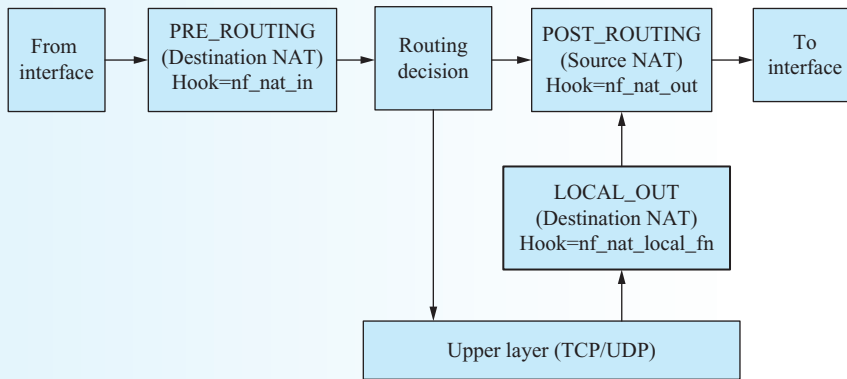 From
interface
PRE_ROUTING
(Destination NAT)
Hook=nf_nat_in
Routing
decision
POST_ROUTING
(Source NAT)
Hook=nf_nat_out
To
interface
LOCAL_OUT
(Destination NAT)
Hook=nf_nat_local_fn
Upper layer (TCP/UDP)